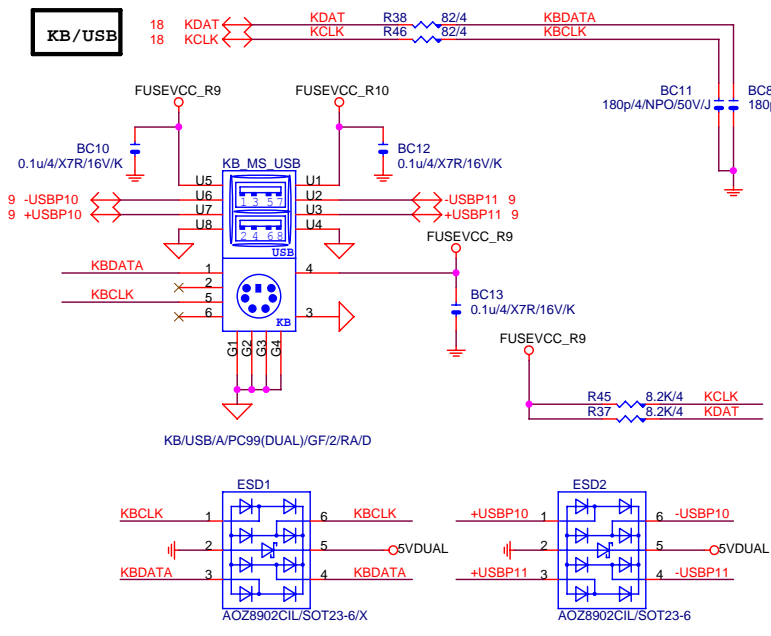 KB/USB
18 KDAT KDAT R38 82/4 KBDATA
18 KCLK KCLK R46 82/4 KBCLK
BC11
180p/4/NPO/50V/J
BC8
180p
FUSEVCC_R9
FUSEVCC_R10
BC10
0.1u/4/X7R/16V/K
BC12
0.1u/4/X7R/16V/K
KB_MS_USB
U5 U1
9 -USBP10 U6 U2 -USBP11 9
9 +USBP10 U7 U3 +USBP11 9
U8 U4
1 3 5 7
2 4 6 8
USB
FUSEVCC_R9
KBDATA 1 4
2
KBCLK 5
6 3
KB
G1 G2 G3 G4
BC13
0.1u/4/X7R/16V/K
FUSEVCC_R9
R45 8.2K/4 KCLK
R37 8.2K/4 KDAT
KB/USB/A/PC99(DUAL)/GF/2/RA/D
ESD1
KBCLK 1 6 KBCLK
2 5 5VDUAL
KBDATA 3 4 KBDATA
AOZ8902CIL/SOT23-6/X
ESD2
+USBP10 1 6 -USBP10
2 5 5VDUAL
+USBP11 3 4 -USBP11
AOZ8902CIL/SOT23-6